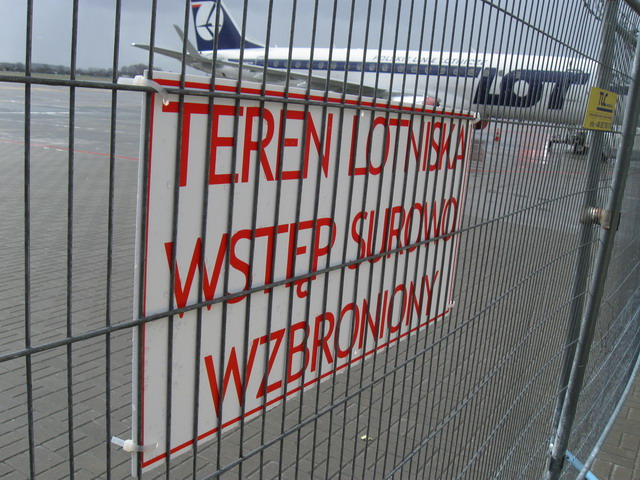 LOT
TEREN LOTNISKA
WSTĘP SUROWO
WZBRONIONY